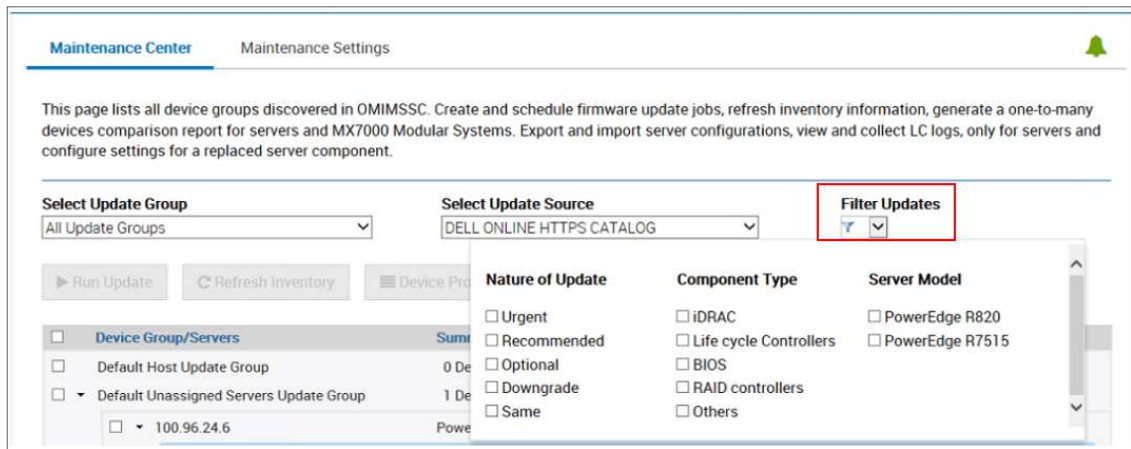 Maintenance Center Maintenance Settings
This page lists all device groups discovered in OMIMSSC. Create and schedule firmware update jobs, refresh inventory information, generate a one-to-many
devices comparison report for servers and MX7000 Modular Systems. Export and import server configurations, view and collect LC logs, only for servers and
configure settings for a replaced server component.
Select Update Group Select Update Source Filter Updates
All Update Groups DELL ONLINE HTTPS CATALOG
Run Update Refresh Inventory Device Pro
Nature of Update Component Type Server Model
Urgent iDRAC PowerEdge R820
Recommended Life cycle Controllers PowerEdge R7515
Optional BIOS
Downgrade RAID controllers
Same Others
Device Group/Servers Sum
Default Host Update Group 0 De
Default Unassigned Servers Update Group 1 De
100.96.24.6 Powe